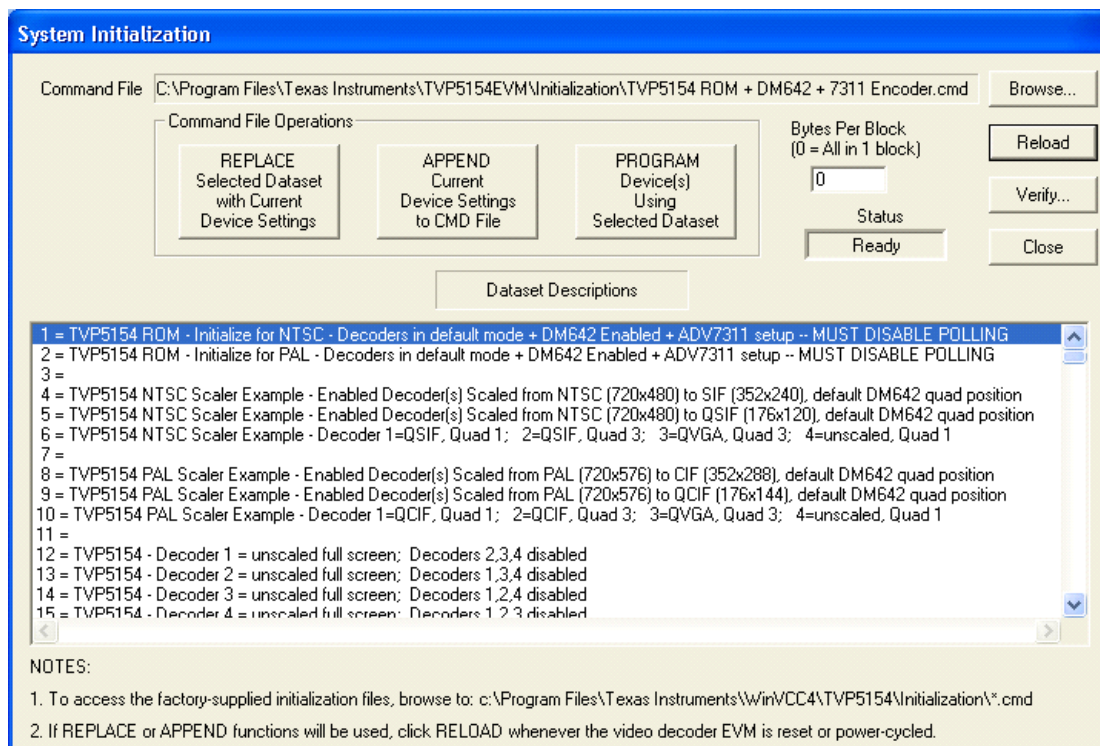 System Initialization
Command File C:\Program Files\Texas Instruments\TVP5154EVM\Initialization\TVP5154 ROM + DM642 + 7311 Encoder.cmd Browse...
Command File Operations
REPLACE
Selected Dataset
with Current
Device Settings
APPEND
Current
Device Settings
to CMD File
PROGRAM
Device(s)
Using
Selected Dataset
Bytes Per Block
(0 = All in 1 block)
0
Status
Ready
Reload
Verify...
Close
Dataset Descriptions
1 = TVP5154 ROM - Initialize for NTSC - Decoders in default mode + DM642 Enabled + ADV7311 setup -- MUST DISABLE POLLING
2 = TVP5154 ROM - Initialize for PAL - Decoders in default mode + DM642 Enabled + ADV7311 setup -- MUST DISABLE POLLING
3 =
4 = TVP5154 NTSC Scaler Example - Enabled Decoder(s) Scaled from NTSC (720x480) to SIF (352x240), default DM642 quad position
5 = TVP5154 NTSC Scaler Example - Enabled Decoder(s) Scaled from NTSC (720x480) to QSIF (176x120), default DM642 quad position
6 = TVP5154 NTSC Scaler Example - Decoder 1=QSIF, Quad 1; 2=QSIF, Quad 3; 3=QVGA, Quad 3; 4=unscaled, Quad 1
7 =
8 = TVP5154 PAL Scaler Example - Enabled Decoder(s) Scaled from PAL (720x576) to CIF (352x288), default DM642 quad position
9 = TVP5154 PAL Scaler Example - Enabled Decoder(s) Scaled from PAL (720x576) to QCIF (176x144), default DM642 quad position
10 = TVP5154 PAL Scaler Example - Decoder 1=QCIF, Quad 1; 2=QCIF, Quad 3; 3=QVGA, Quad 3; 4=unscaled, Quad 1
11 =
12 = TVP5154 - Decoder 1 = unscaled full screen; Decoders 2,3,4 disabled
13 = TVP5154 - Decoder 2 = unscaled full screen; Decoders 1,3,4 disabled
14 = TVP5154 - Decoder 3 = unscaled full screen; Decoders 1,2,4 disabled
15 = TVP5154 - Decoder 4 = unscaled full screen; Decoders 1,2,3 disabled
NOTES:
1. To access the factory-supplied initialization files, browse to: c:\Program Files\Texas Instruments\WinVCC4\TVP5154\Initialization\*.cmd
2. If REPLACE or APPEND functions will be used, click RELOAD whenever the video decoder EVM is reset or power-cycled.